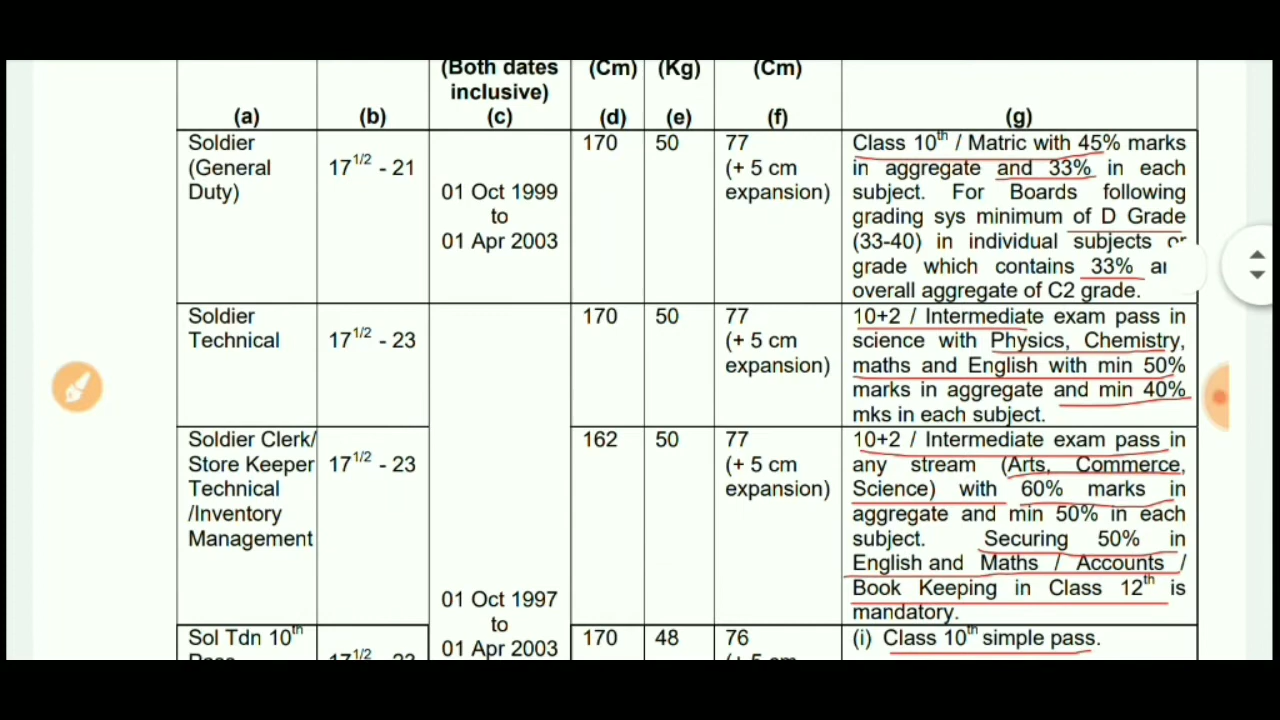 (Both dates (Cm) (Kg) (Cm)
inclusive)
(a) (b) (c) (d) (e) (f) (g)
Soldier
(General
Duty)
17 1/2 - 21
01 Oct 1999
to
01 Apr 2003
170
50
77
(+ 5 cm
expansion)
Class 10th / Matric with 45% marks
in aggregate and 33% in each
subject. For Boards following
grading sys minimum of D Grade
(33-40) in individual subjects or
grade which contains 33%
overall aggregate of C2 grade.
Soldier
Technical
17 1/2 - 23
170
50
77
(+ 5 cm
expansion)
10+2 / Intermediate exam pass in
science with Physics, Chemistry,
maths and English with min 50%
marks in aggregate and min 40%
mks in each subject.
Soldier Clerk/
Store Keeper
Technical
/Inventory
Management
17 1/2 - 23
162
50
77
(+ 5 cm
expansion)
10+2 / Intermediate exam pass in
any stream (Arts, Commerce,
Science) with 60% marks in
aggregate and min 50% in each
subject. Securing 50% in
English and Maths / Accounts /
Book Keeping in Class 12th is
mandatory.
01 Oct 1997
to
01 Apr 2003
Sol Tdn 10th
170
48
76
(i) Class 10th simple pass.